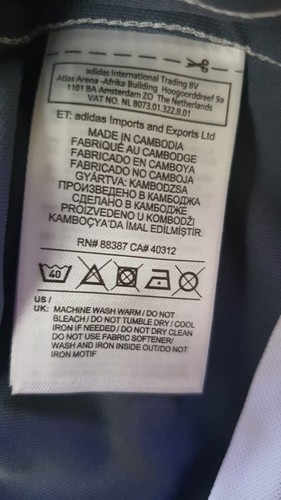 adidas International Trading BV
Atlas Arena -Afrika Building Hoogoorddreef 9a
1101 BA Amsterdam ZO The Netherlands
VAT NO. NL 8073.01.322.B.01
ET: adidas Imports and Exports Ltd
MADE IN CAMBODIA
FABRIQUÉ AU CAMBODGE
FABRICADO EN CAMBOYA
FABRICADO NO CAMBOJA
GYÁRTVA: KAMBODZSA
ПРОИЗВЕДЕНО В КАМБОДЖА
СДЕЛАНО В КАМБОДЖЕ
PROIZVEDENO U KOMBODŽI
KAMBOÇYA'DA İMAL EDİLMİŞTİR.
RN# 88387 CA# 40312
40
US /
UK: MACHINE WASH WARM / DO NOT
BLEACH / DO NOT TUMBLE DRY / COOL
IRON IF NEEDED / DO NOT DRY CLEAN
DO NOT USE FABRIC SOFTENER/
WASH AND IRON INSIDE OUT/DO NOT
IRON MOTIF